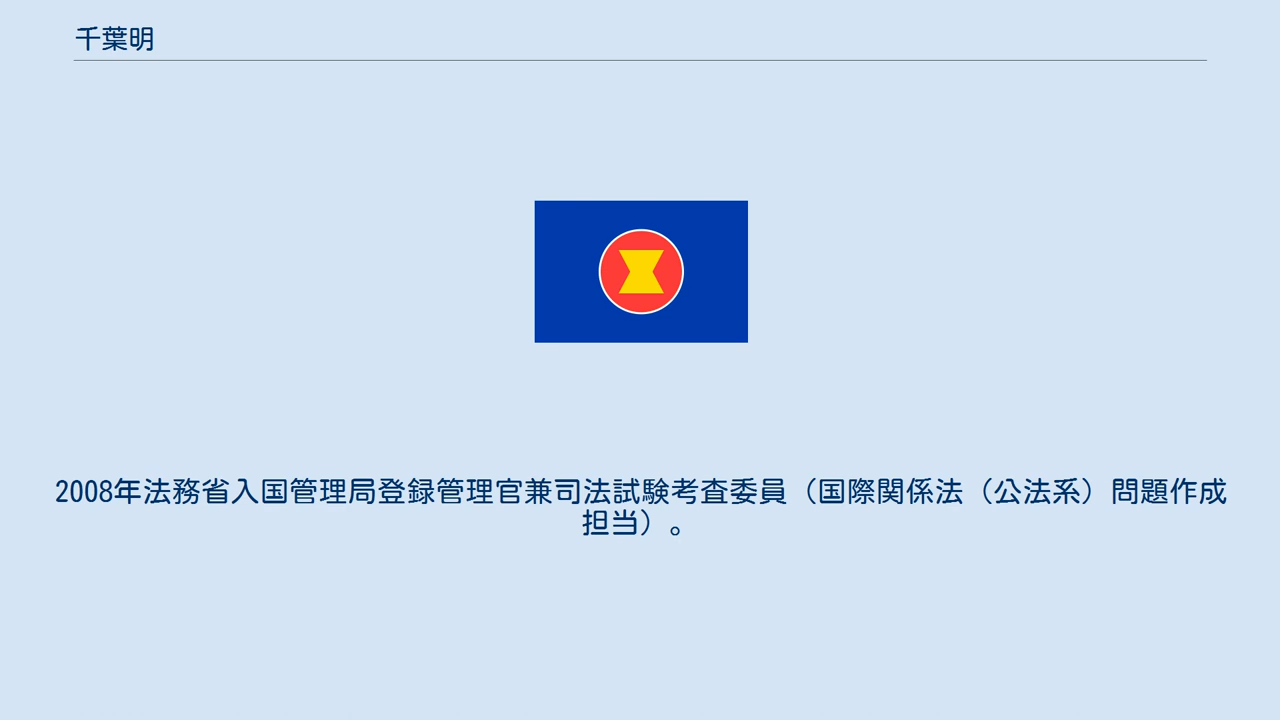 千葉明
2008年法務省入国管理局登録管理官兼司法試験考査委員（国際関係法（公法系）問題作成
担当）。